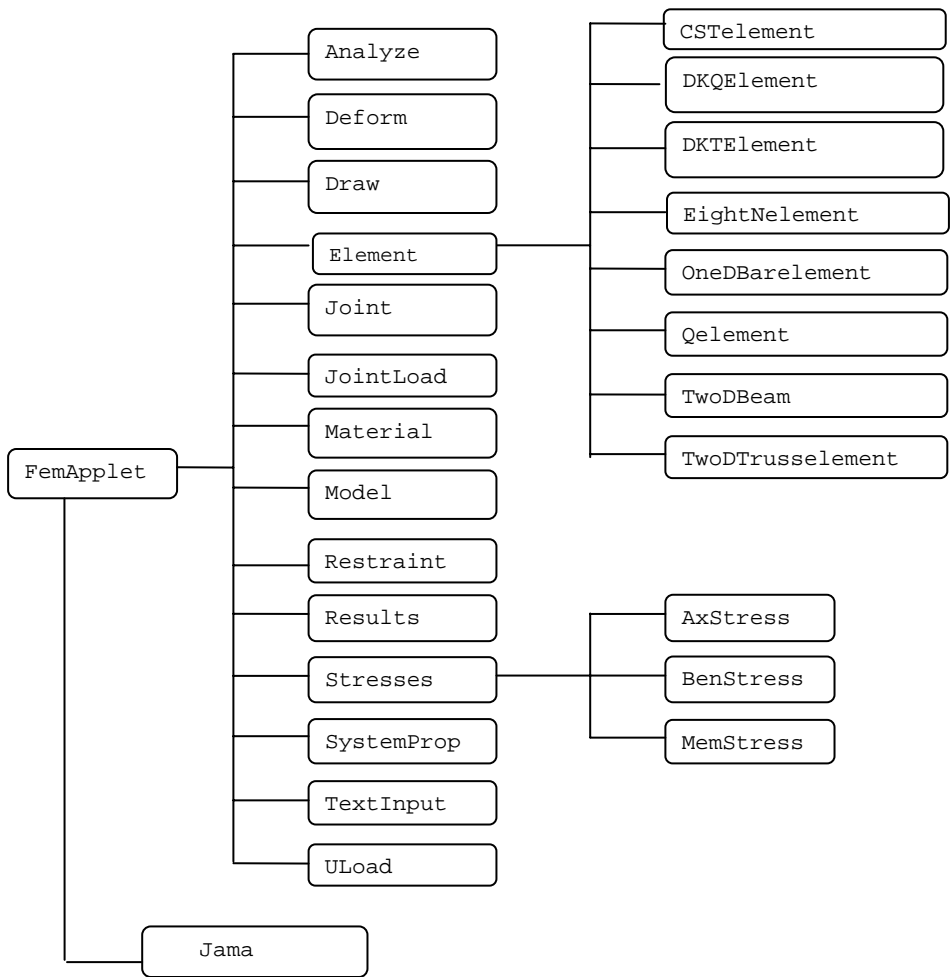 CSTelement
Analyze
DKQElement
Deform
DKTElement
Draw
EightNelement
Element
OneDBarelement
Joint
Qelement
JointLoad
TwoDBeam
Material
TwoDTrusselement
FemApplet
Model
Restraint
Results
AxStress
Stresses
BenStress
SystemProp
MemStress
TextInput
ULoad
Jama